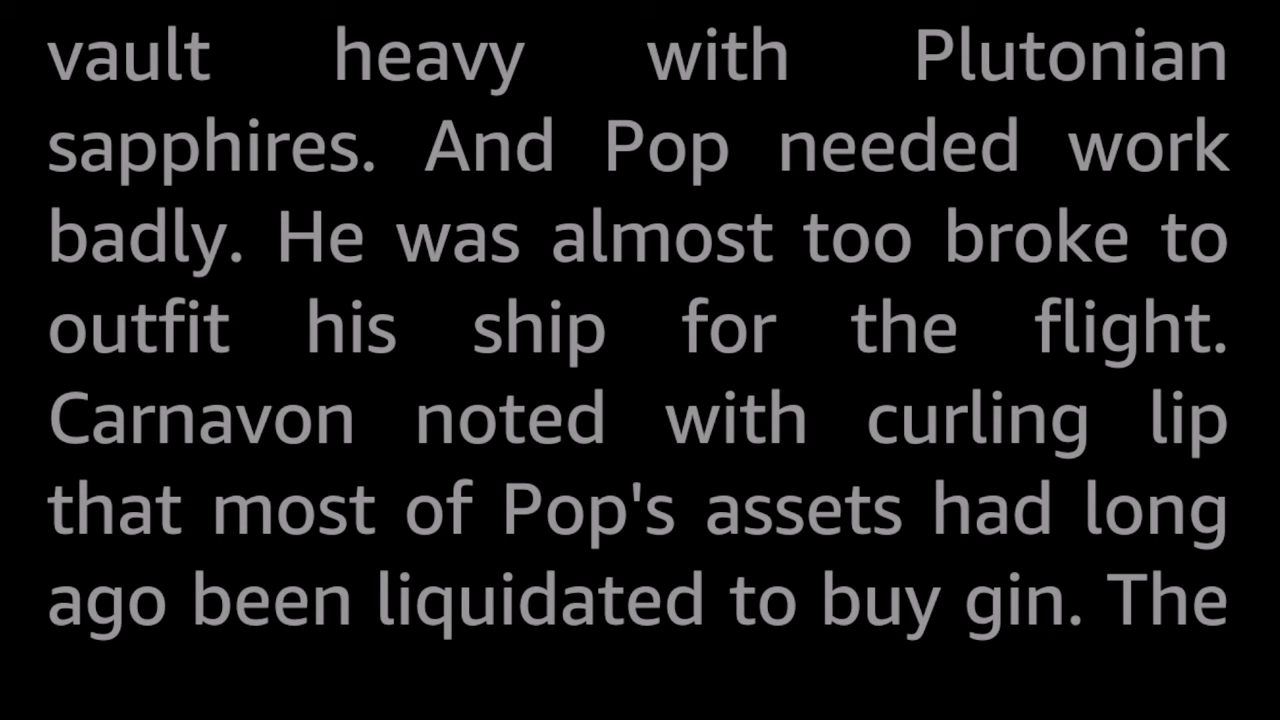 vault heavy with Plutonian
sapphires. And Pop needed work
badly. He was almost too broke to
outfit his ship for the flight.
Carnavon noted with curling lip
that most of Pop's assets had long
ago been liquidated to buy gin. The